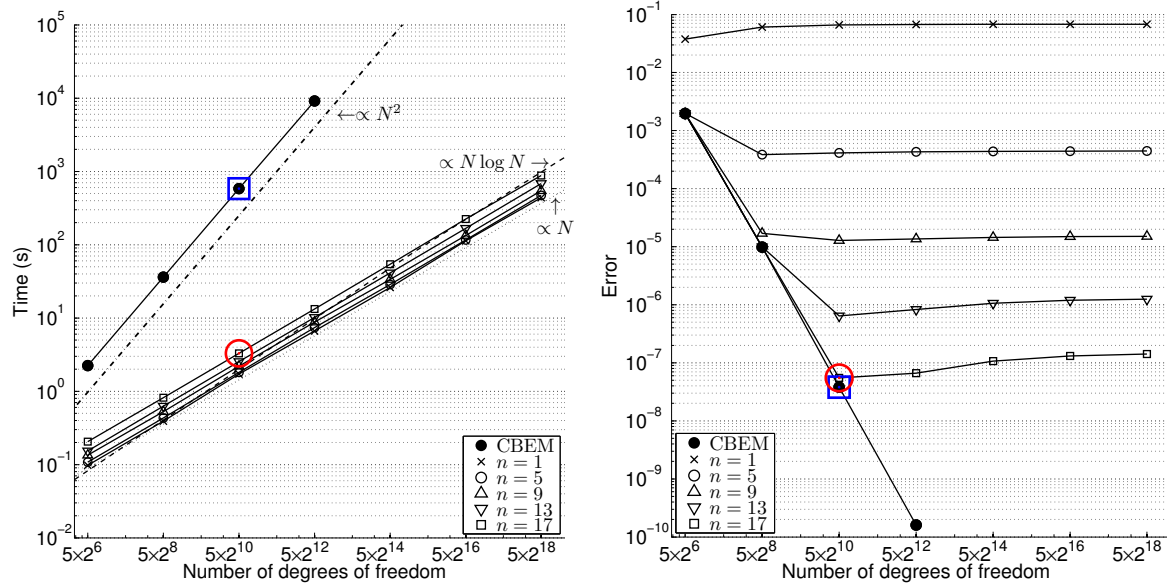 10^5
10^4
10^3
10^2
10^1
10^0
10^{-1}
10^{-2}
Time (s)
←∝ N^2
∝ N log N →
↑
∝ N
CBEM
n = 1
n = 5
n = 9
n = 13
n = 17
5×2^6 5×2^8 5×2^{10} 5×2^{12} 5×2^{14} 5×2^{16} 5×2^{18}
Number of degrees of freedom
10^{-1}
10^{-2}
10^{-3}
10^{-4}
10^{-5}
10^{-6}
10^{-7}
10^{-8}
10^{-9}
10^{-10}
Error
CBEM
n = 1
n = 5
n = 9
n = 13
n = 17
5×2^6 5×2^8 5×2^{10} 5×2^{12} 5×2^{14} 5×2^{16} 5×2^{18}
Number of degrees of freedom